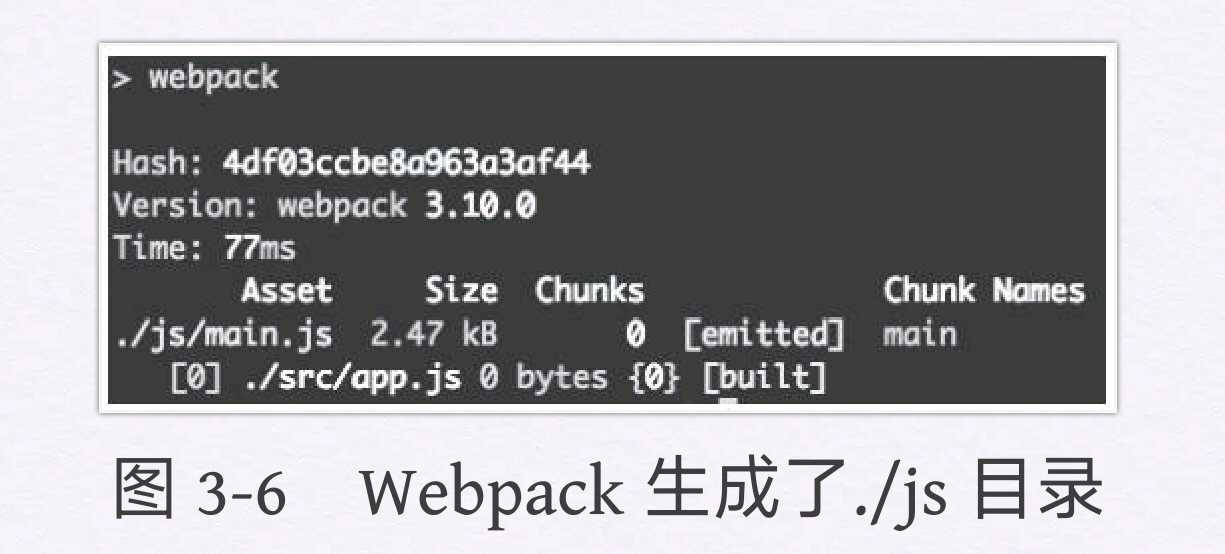 > webpack
Hash: 4df03ccbe8a963a3af44
Version: webpack 3.10.0
Time: 77ms
Asset Size Chunks Chunk Names
./js/main.js 2.47 kB 0 [emitted] main
[0] ./src/app.js 0 bytes {0} [built]
图 3-6 Webpack 生成了./js 目录